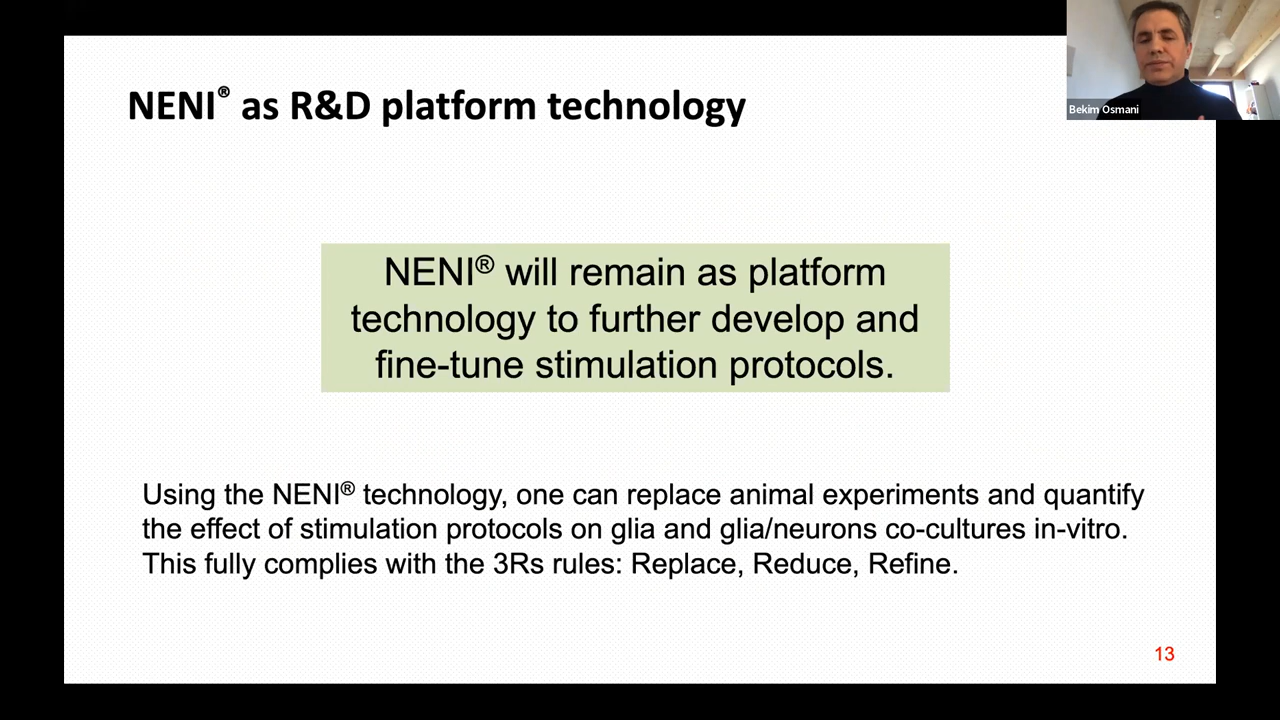 NENI® as R&D platform technology
Bekim Osmani
NENI® will remain as platform
technology to further develop and
fine-tune stimulation protocols.
Using the NENI® technology, one can replace animal experiments and quantify
the effect of stimulation protocols on glia and glia/neurons co-cultures in-vitro.
This fully complies with the 3Rs rules: Replace, Reduce, Refine.
13